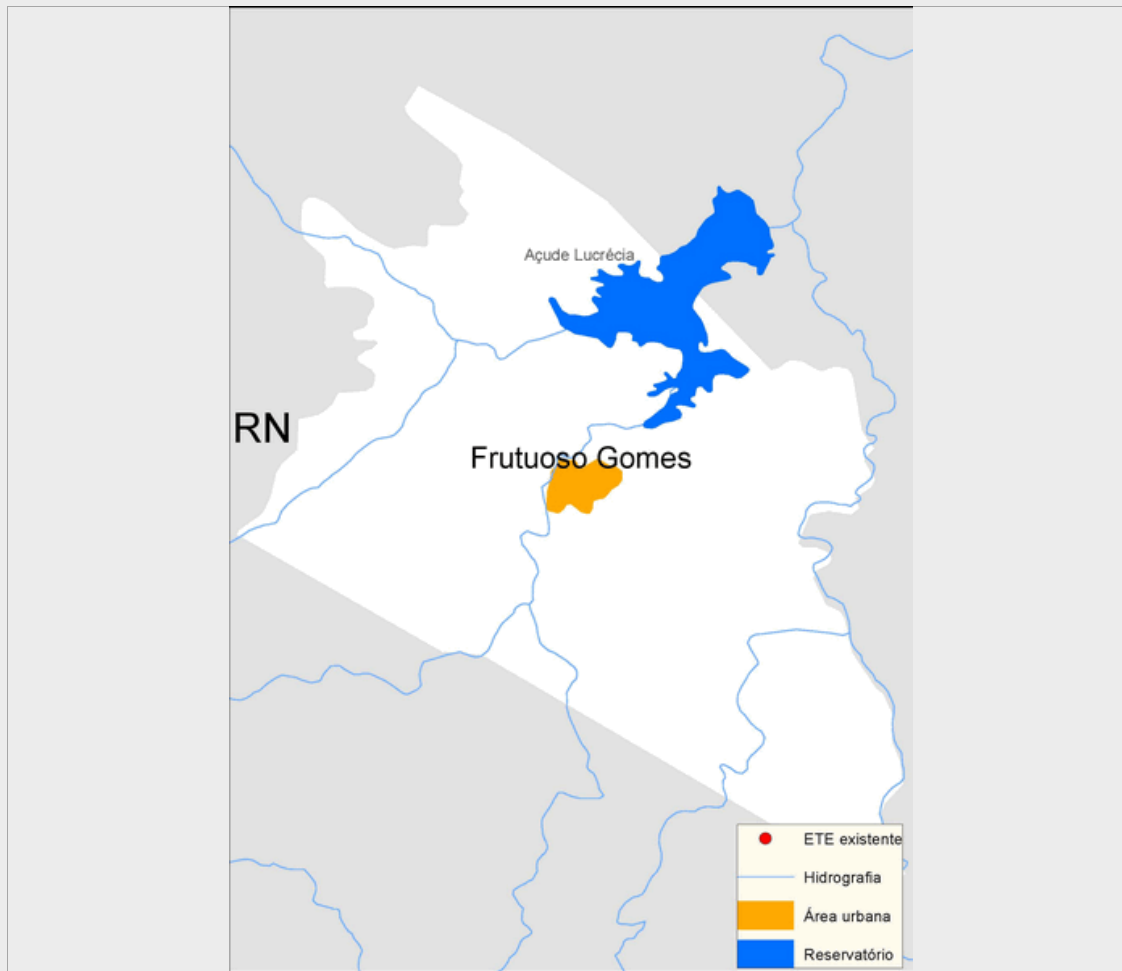 Açude Lucrécia
RN
Frutuoso Gomes
ETE existente
Hidrografia
Área urbana
Reservatório